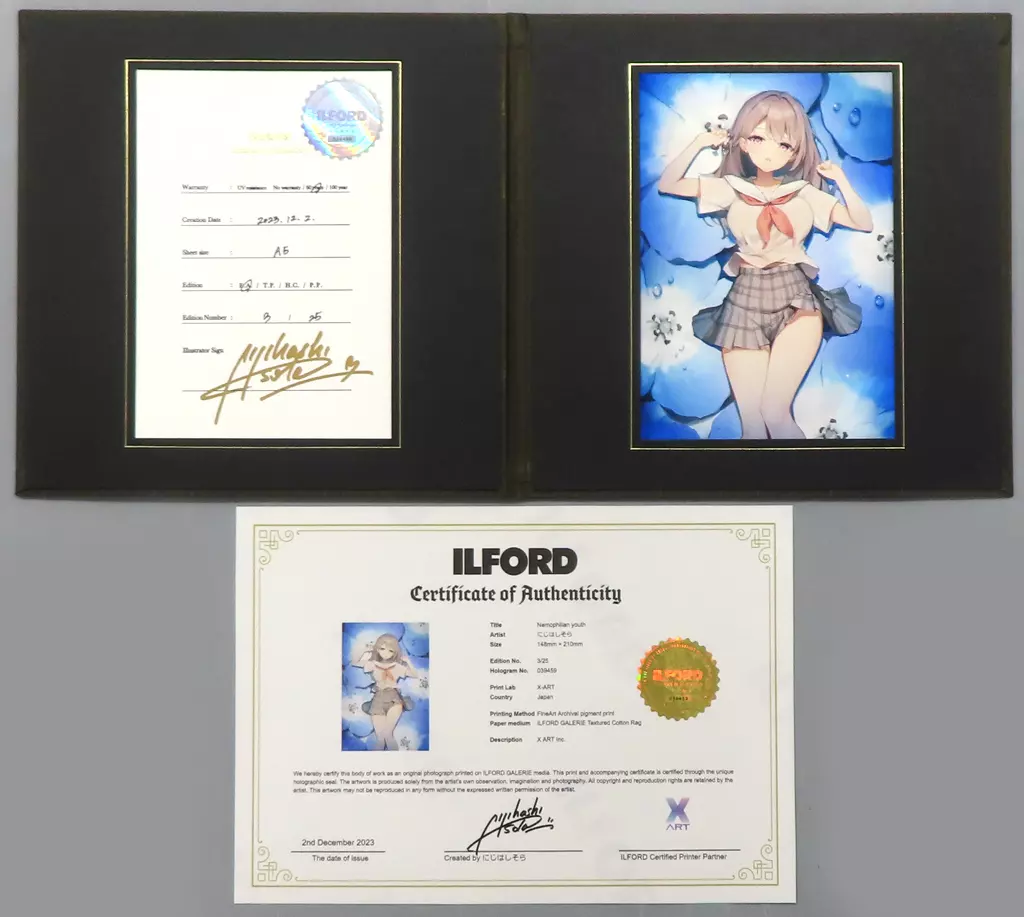 ILFORD
Warranty : UV resistance No warranty / 50 year / 100 year
Creation Date : 2023. 12. 2.
Sheet size : A5
Edition : / T.P. / H.C. / P.P.
Edition Number : 3 / 25
Illustrator Sign
Nijihashi
Sora
ILFORD
Certificate of Authenticity
Title Nemophilian youth
Artist にじはしそら
Size 148mm × 210mm
Edition No. 3/25
Hologram No. 039459
Print Lab X-ART
Country Japan
Printing Method FineArt Archival pigment print
Paper medium ILFORD GALERIE Textured Cotton Rag
Description X ART Inc.
ILFORD
We hereby certify this body of work as an original photograph printed on ILFORD GALERIE media. This print and accompanying certificate is certified through the unique
holographic seal. The artwork is produced solely from the artist's own observation, imagination and photography. All copyright and reproduction rights are retained by the
artist. This artwork may not be reproduced in any form without the expressed written permission of the artist.
Nijihashi
Sora
X
ART
2nd December 2023
The date of issue
Created by にじはしそら
ILFORD Certified Printer Partner